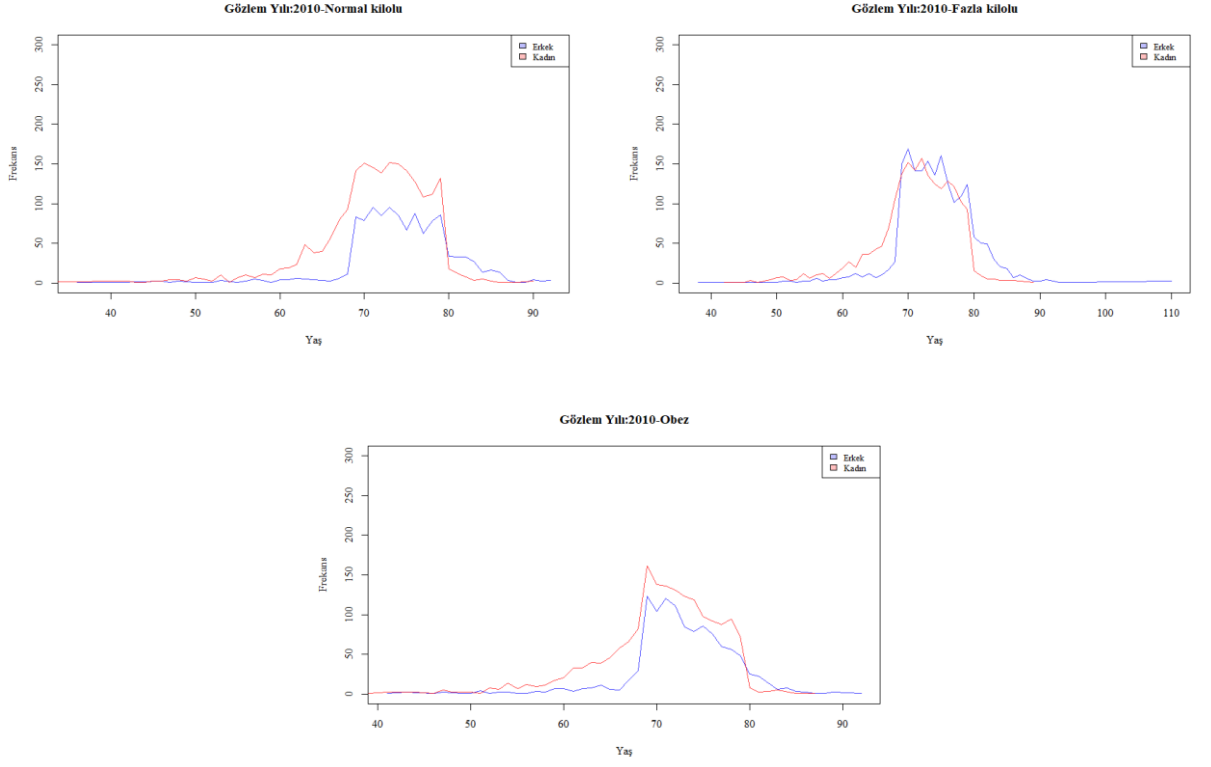 Gözlem Yılı:2010-Normal kilolu
Erkek
Kadın
300
250
200
150
100
50
0
Frekans
40 50 60 70 80 90
Yaş
Gözlem Yılı:2010-Fazla kilolu
Erkek
Kadın
300
250
200
150
100
50
0
Frekans
40 50 60 70 80 90 100 110
Yaş
Gözlem Yılı:2010-Obez
Erkek
Kadın
300
250
200
150
100
50
0
Frekans
40 50 60 70 80 90
Yaş